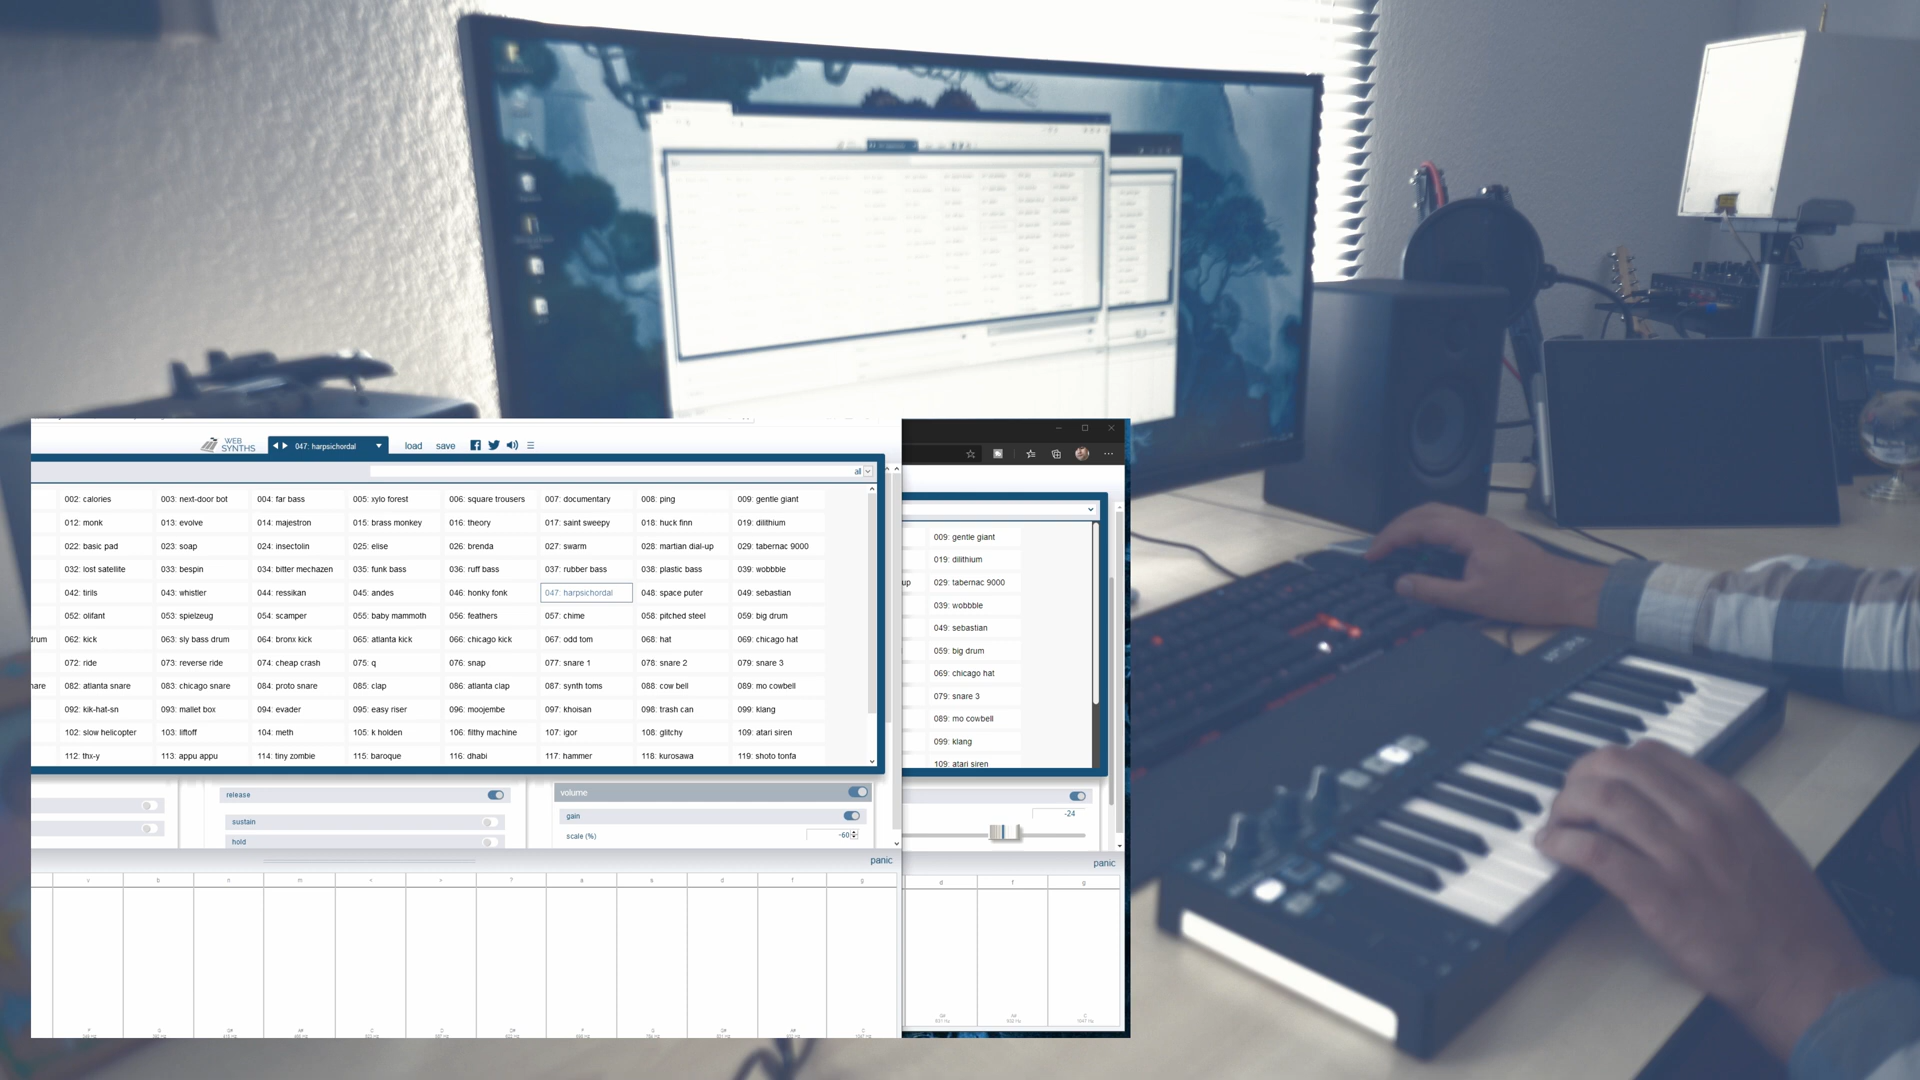 WEB
SYNTHS
047: harpsichordal
load
save
all
002: calories 003: next-door bot 004: far bass 005: xylo forest 006: square trousers 007: documentary 008: ping 009: gentle giant
012: monk 013: evolve 014: majestron 015: brass monkey 016: theory 017: saint sweepy 018: huck finn 019: dilithium
022: basic pad 023: soap 024: insectolin 025: elise 026: brenda 027: swarm 028: martian dial-up 029: tabernac 9000
032: lost satellite 033: bespin 034: bitter mechazen 035: funk bass 036: ruff bass 037: rubber bass 038: plastic bass 039: wobbbie
042: tirils 043: whistler 044: ressikan 045: andes 046: honky fonk 047: harpsichordal 048: space puter 049: sebastian
052: olifant 053: spielzeug 054: scamper 055: baby mammoth 056: feathers 057: chime 058: pitched steel 059: big drum
drum 062: kick 063: sly bass drum 064: bronx kick 065: atlanta kick 066: chicago kick 067: odd tom 068: hat 069: chicago hat
072: ride 073: reverse ride 074: cheap crash 075: q 076: snap 077: snare 1 078: snare 2 079: snare 3
nare 082: atlanta snare 083: chicago snare 084: proto snare 085: clap 086: atlanta clap 087: synth toms 088: cow bell 089: mo cowbell
092: kik-hat-sn 093: mallet box 094: evader 095: easy riser 096: moojembe 097: khoisan 098: trash can 099: klang
102: slow helicopter 103: liftoff 104: meth 105: k holden 106: filthy machine 107: igor 108: glitchy 109: atari siren
112: thx-y 113: appu appu 114: tiny zombie 115: baroque 116: dhabi 117: hammer 118: kurosawa 119: shoto tonfa
release
sustain
hold
volume
gain
scale (%) -60
panic
v b n m < > ? a s d f g
009: gentle giant
019: dilithium
up 029: tabernac 9000
039: wobbble
049: sebastian
059: big drum
069: chicago hat
079: snare 3
089: mo cowbell
099: klang
109: atari siren
-24
panic
d f g